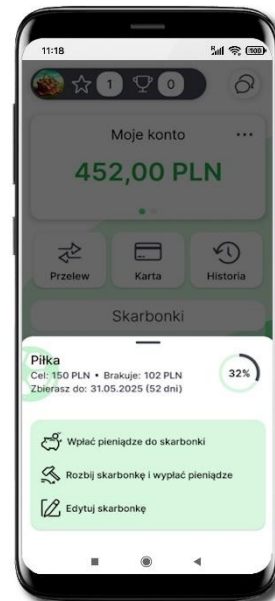 11:18
100
1
0
Moje konto
...
452,00 PLN
Przelew
Karta
Historia
Skarbonki
Piłka
Cel: 150 PLN • Brakuje: 102 PLN
Zbierasz do: 31.05.2025 (52 dni)
32%
Wpłać pieniądze do skarbonki
Rozbij skarbonkę i wypłać pieniądze
Edytuj skarbonkę